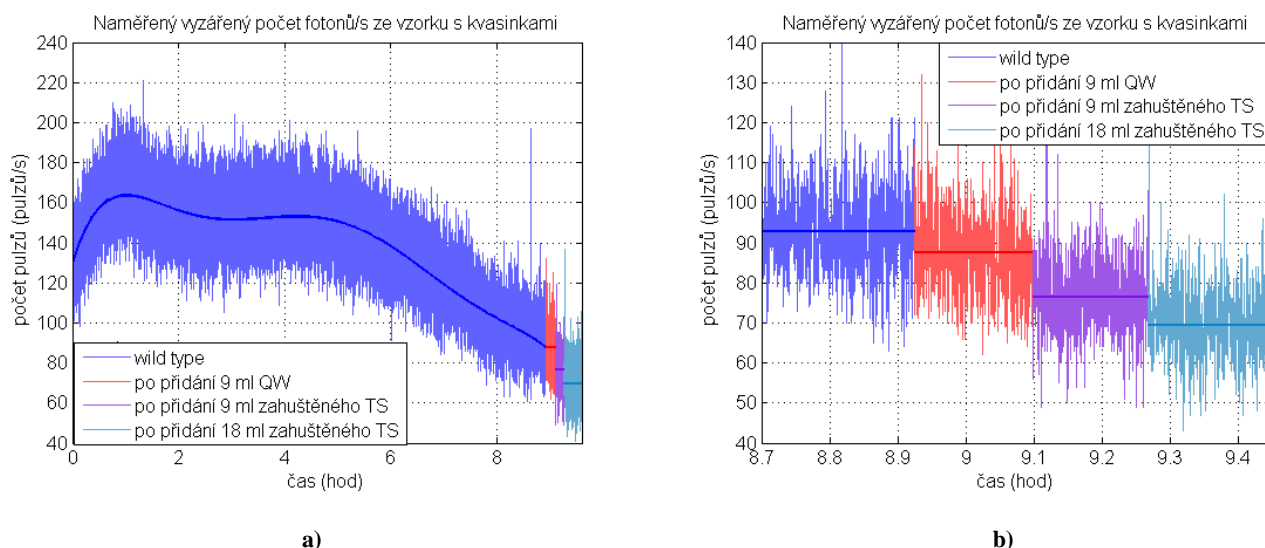 Naměřený vyzářený počet fotonů/s ze vzorku s kvasinkami
240
220
200
180
160
140
120
100
80
60
40
počet pulzů (pulzů/s)
wild type
po přidání 9 ml QW
po přidání 9 ml zahuštěného TS
po přidání 18 ml zahuštěného TS
0 2 4 6 8
čas (hod)
a)
Naměřený vyzářený počet fotonů/s ze vzorku s kvasinkami
140
130
120
110
100
90
80
70
60
50
40
počet pulzů (pulzů/s)
wild type
po přidání 9 ml QW
po přidání 9 ml zahuštěného TS
po přidání 18 ml zahuštěného TS
8.7 8.8 8.9 9 9.1 9.2 9.3 9.4
čas (hod)
b)